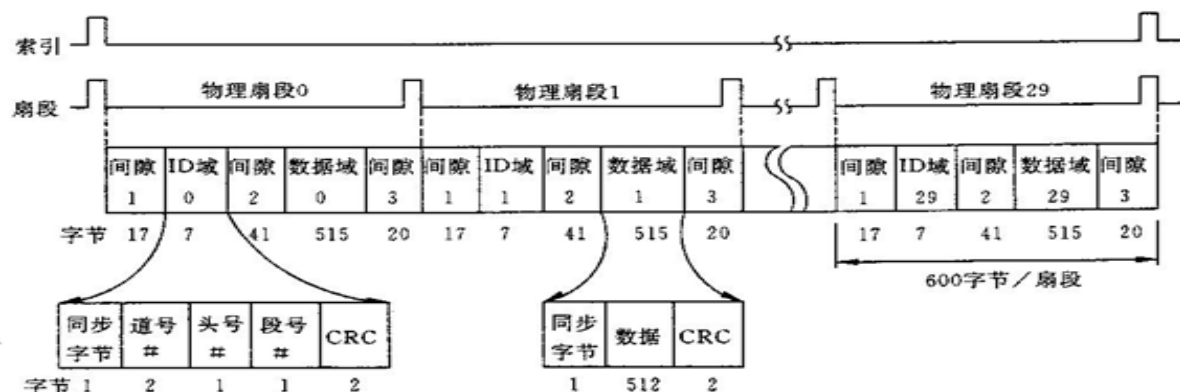 索引
扇段 物理扇段0 物理扇段1 物理扇段29
间隙 ID域 间隙 数据域 间隙 间隙 ID域 间隙 数据域 间隙 间隙 ID域 间隙 数据域 间隙
1 0 2 0 3 1 1 2 1 3 1 29 2 29 3
字节 17 7 41 515 20 17 7 41 515 20 17 7 41 515 20
600字节/扇段
同步 道号 头号 段号 CRC 同步 数据 CRC
字节 # # # 字节
字节 1 2 1 1 2 1 512 2